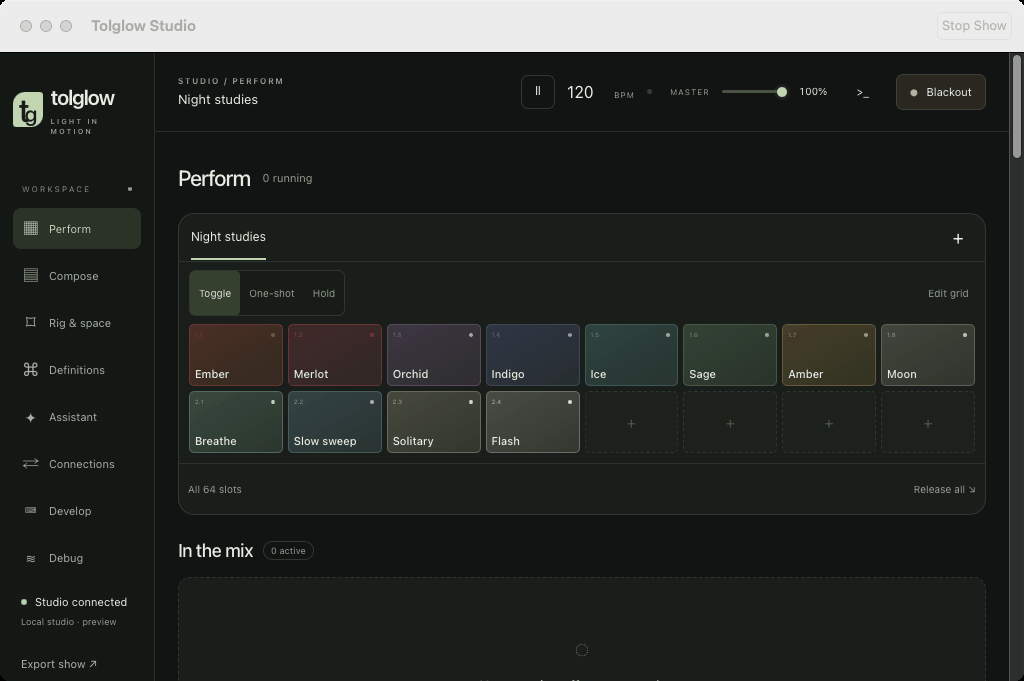 Tolglow Studio
Stop Show
tg
tolglow
LIGHT IN
MOTION
WORKSPACE
Perform
Compose
Rig & space
Definitions
Assistant
Connections
Develop
Debug
Studio connected
Local studio · preview
Export show ↗
STUDIO / PERFORM
Night studies
120
BPM
MASTER
100%
>_
Blackout
Perform
0 running
Night studies
+
Toggle
One-shot
Hold
Edit grid
Ember
Merlot
1.3
Orchid
1.4
Indigo
1.5
Ice
1.6
Sage
1.7
Amber
1.8
Moon
2.1
Breathe
2.2
Slow sweep
2.3
Solitary
2.4
Flash
+
+
+
+
All 64 slots
Release all ↘
In the mix
0 active